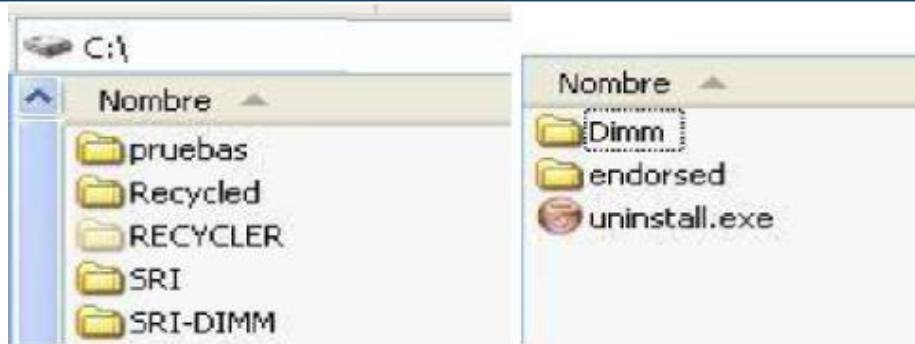 C:\
Nombre
pruebas
Recycled
RECYCLER
SRI
SRI-DIMM
Nombre
Dimm
endorsed
uninstall.exe